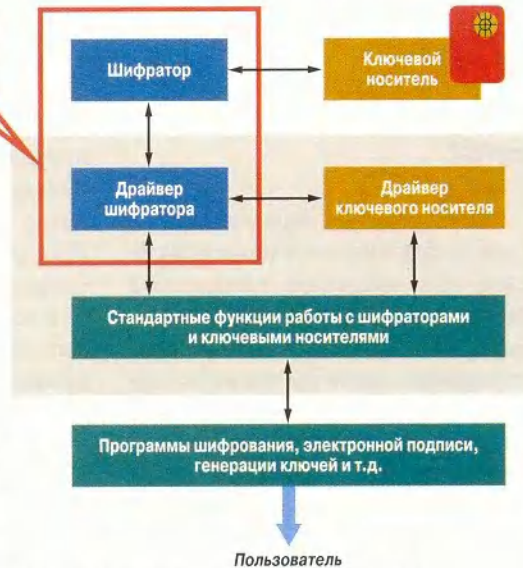 Шифратор
Ключевой
носитель
Драйвер
шифратора
Драйвер
ключевого носителя
Стандартные функции работы с шифраторами
и ключевыми носителями
Программы шифрования, электронной подписи,
генерации ключей и т.д.
Пользователь